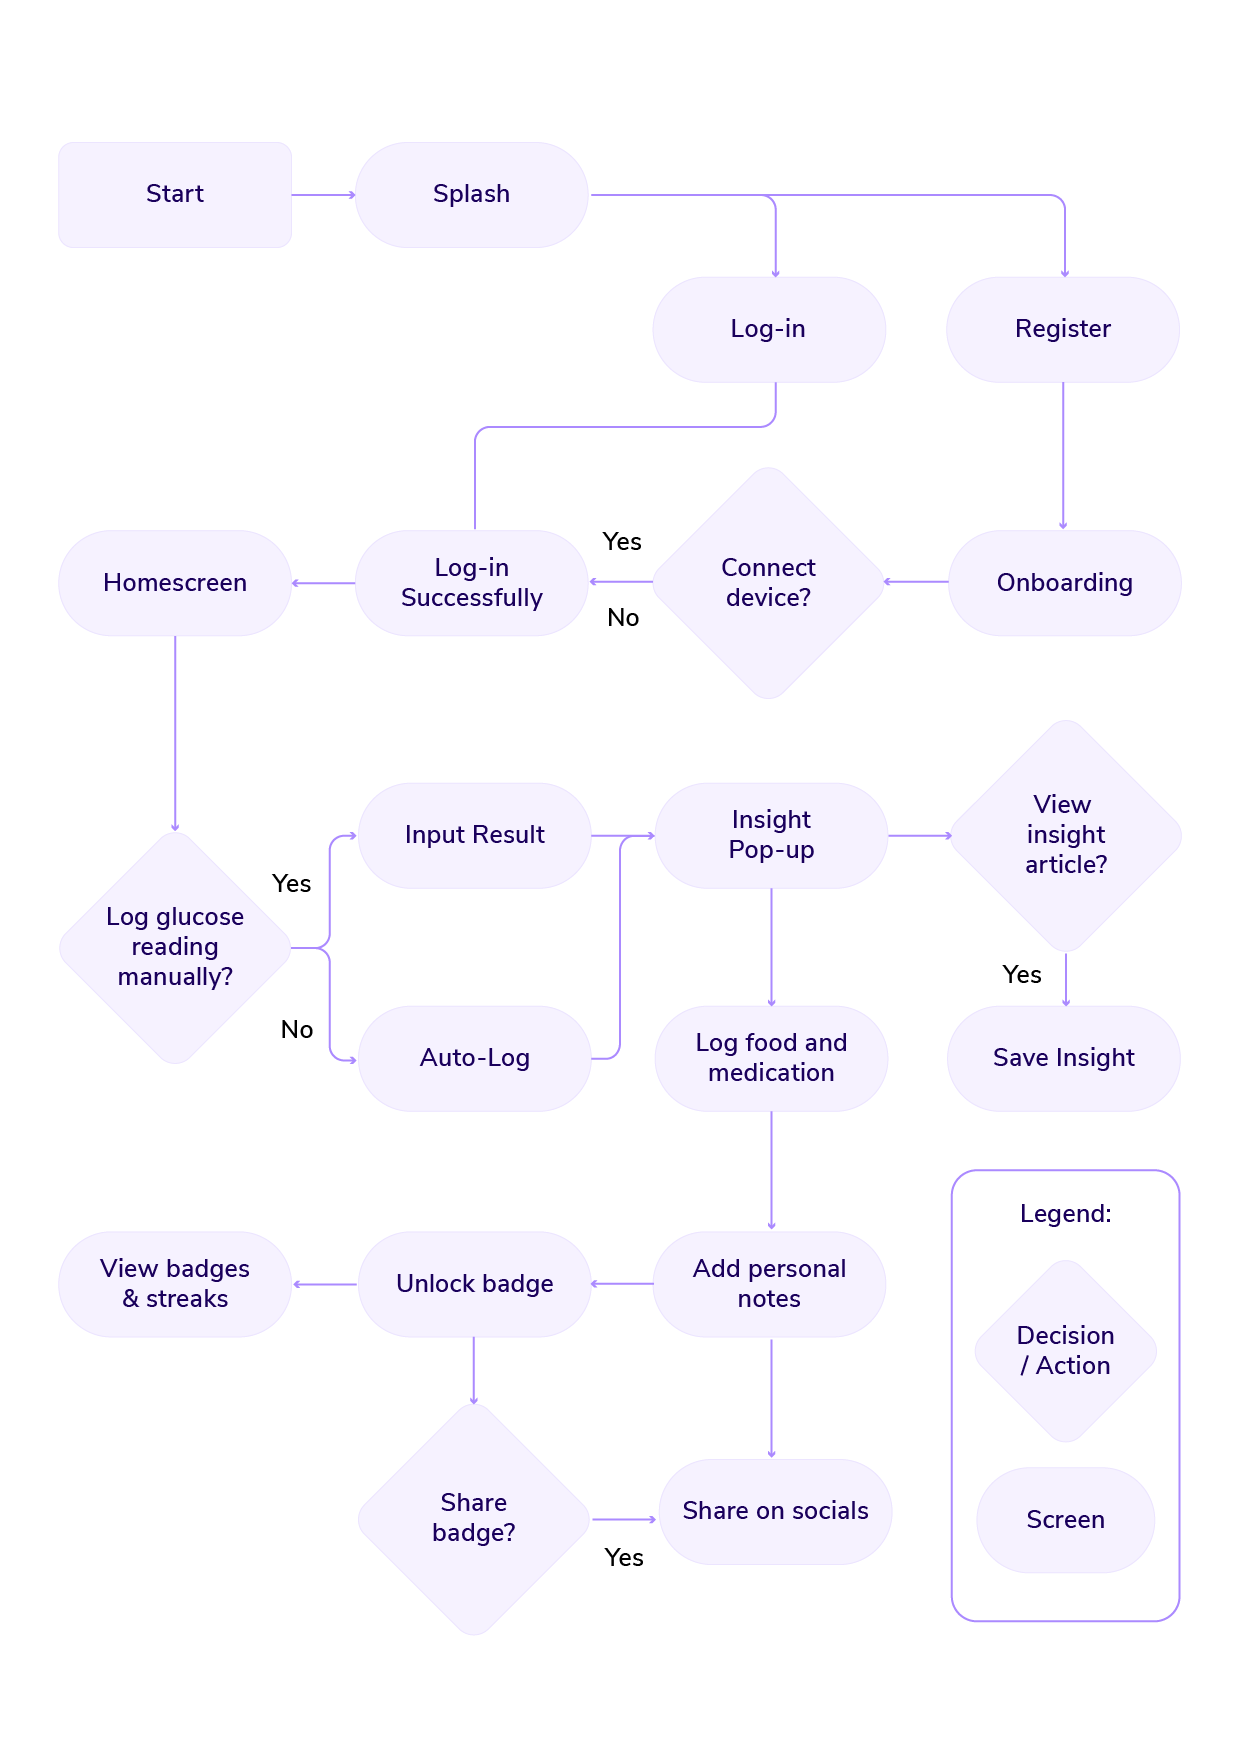 Start
Splash
Log-in
Register
Homescreen
Log-in
Successfully
Yes
No
Connect
device?
Onboarding
Log glucose
reading
manually?
Yes
No
Input Result
Auto-Log
Insight
Pop-up
View
insight
article?
Yes
Log food and
medication
Save Insight
View badges
& streaks
Unlock badge
Add personal
notes
Share
badge?
Yes
Share on socials
Legend:
Decision
/ Action
Screen